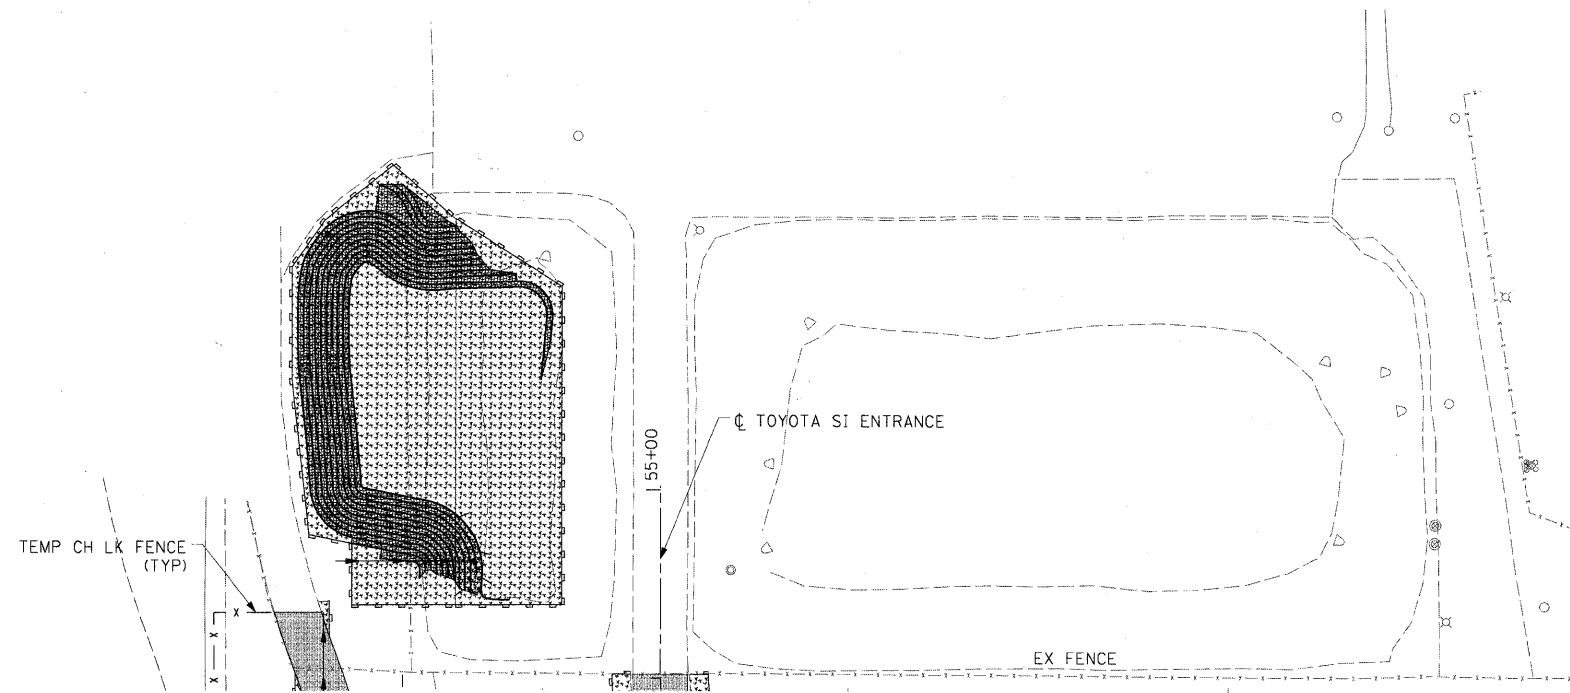 ℄ TOYOTA SI ENTRANCE
55+00
TEMP CH LK FENCE
(TYP)
EX FENCE